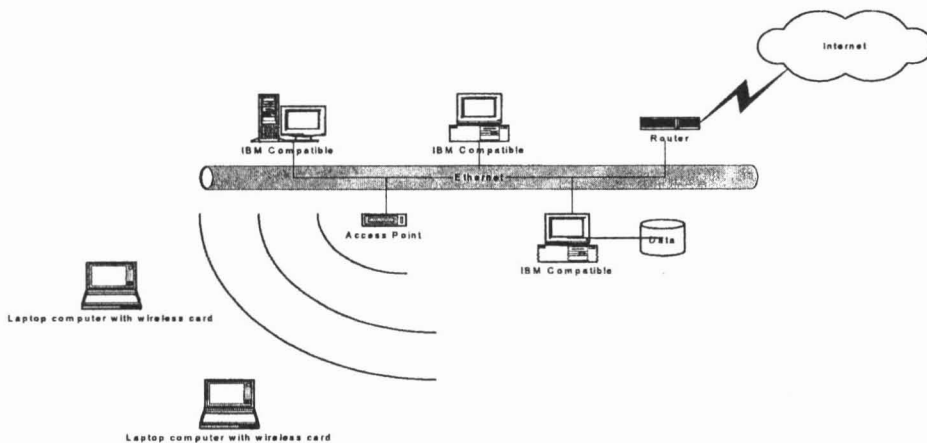 Internet
IBM Compatible
IBM Compatible
Router
Ethernet
Access Point
Data
IBM Compatible
Laptop computer with wireless card
Laptop computer with wireless card